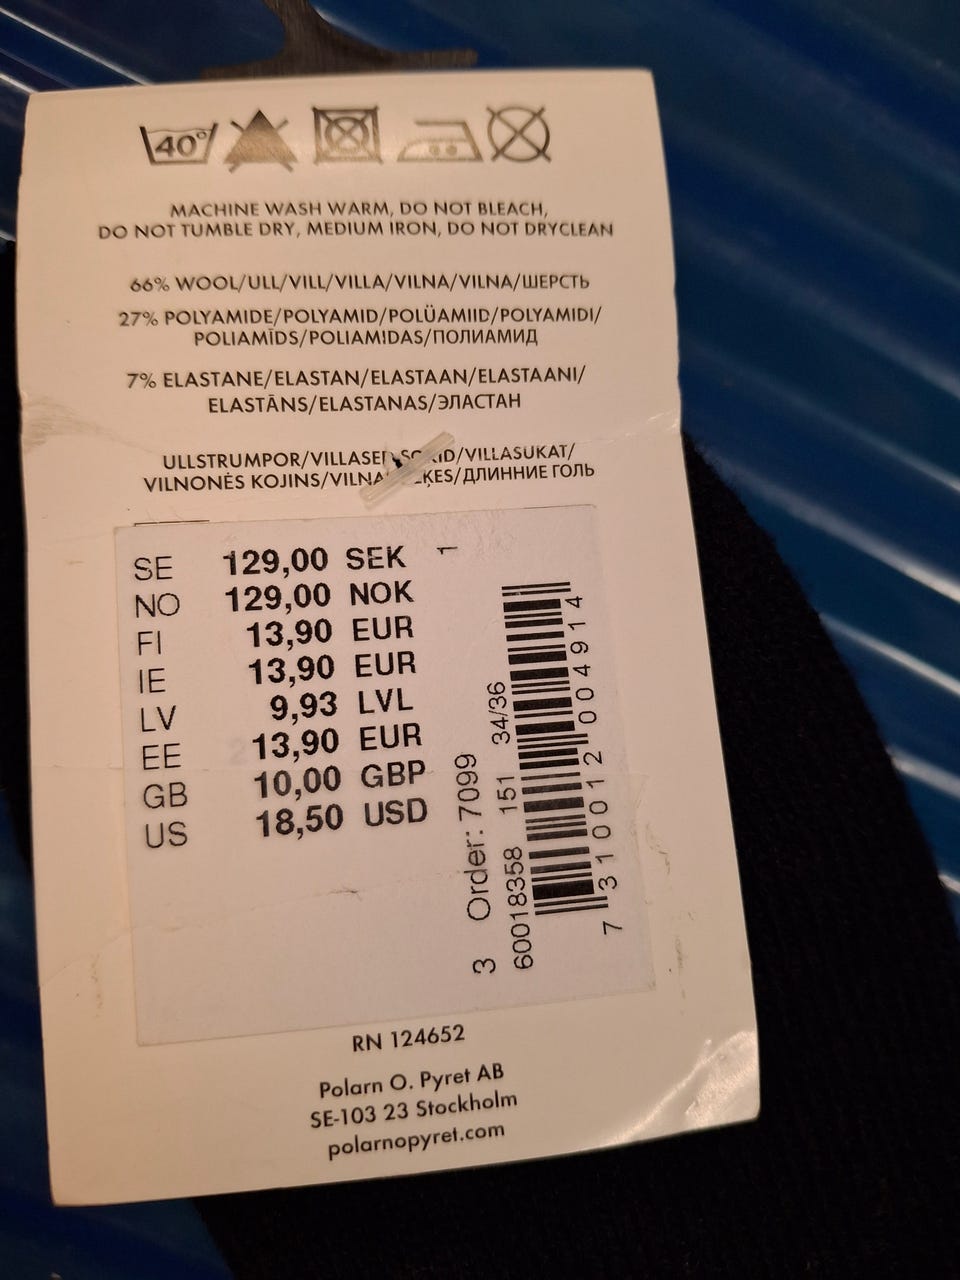 40°
MACHINE WASH WARM, DO NOT BLEACH,
DO NOT TUMBLE DRY, MEDIUM IRON, DO NOT DRYCLEAN
66% WOOL/ULL/VILL/VILLA/VILNA/VILNA/ШЕРСТЬ
27% POLYAMIDE/POLYAMID/POLÜAMIID/POLYAMIDI/
POLIAMĪDS/POLIAMIDAS/ПОЛИАМИД
7% ELASTANE/ELASTAN/ELASTAAN/ELASTAANI/
ELASTĀNS/ELASTANAS/ЭЛАСТАН
ULLSTRUMPOR/VILLASUKAT/
VILNONĖS KOJINS/ДЛИННИЕ ГОЛЬ
SE 129,00 SEK 1
NO 129,00 NOK
FI 13,90 EUR
IE 13,90 EUR
LV 9,93 LVL
EE 13,90 EUR
GB 10,00 GBP
US 18,50 USD
3 Order: 7099
60018358 151 34/36
7310012004914
RN 124652
Polarn O. Pyret AB
SE-103 23 Stockholm
polarnopyret.com